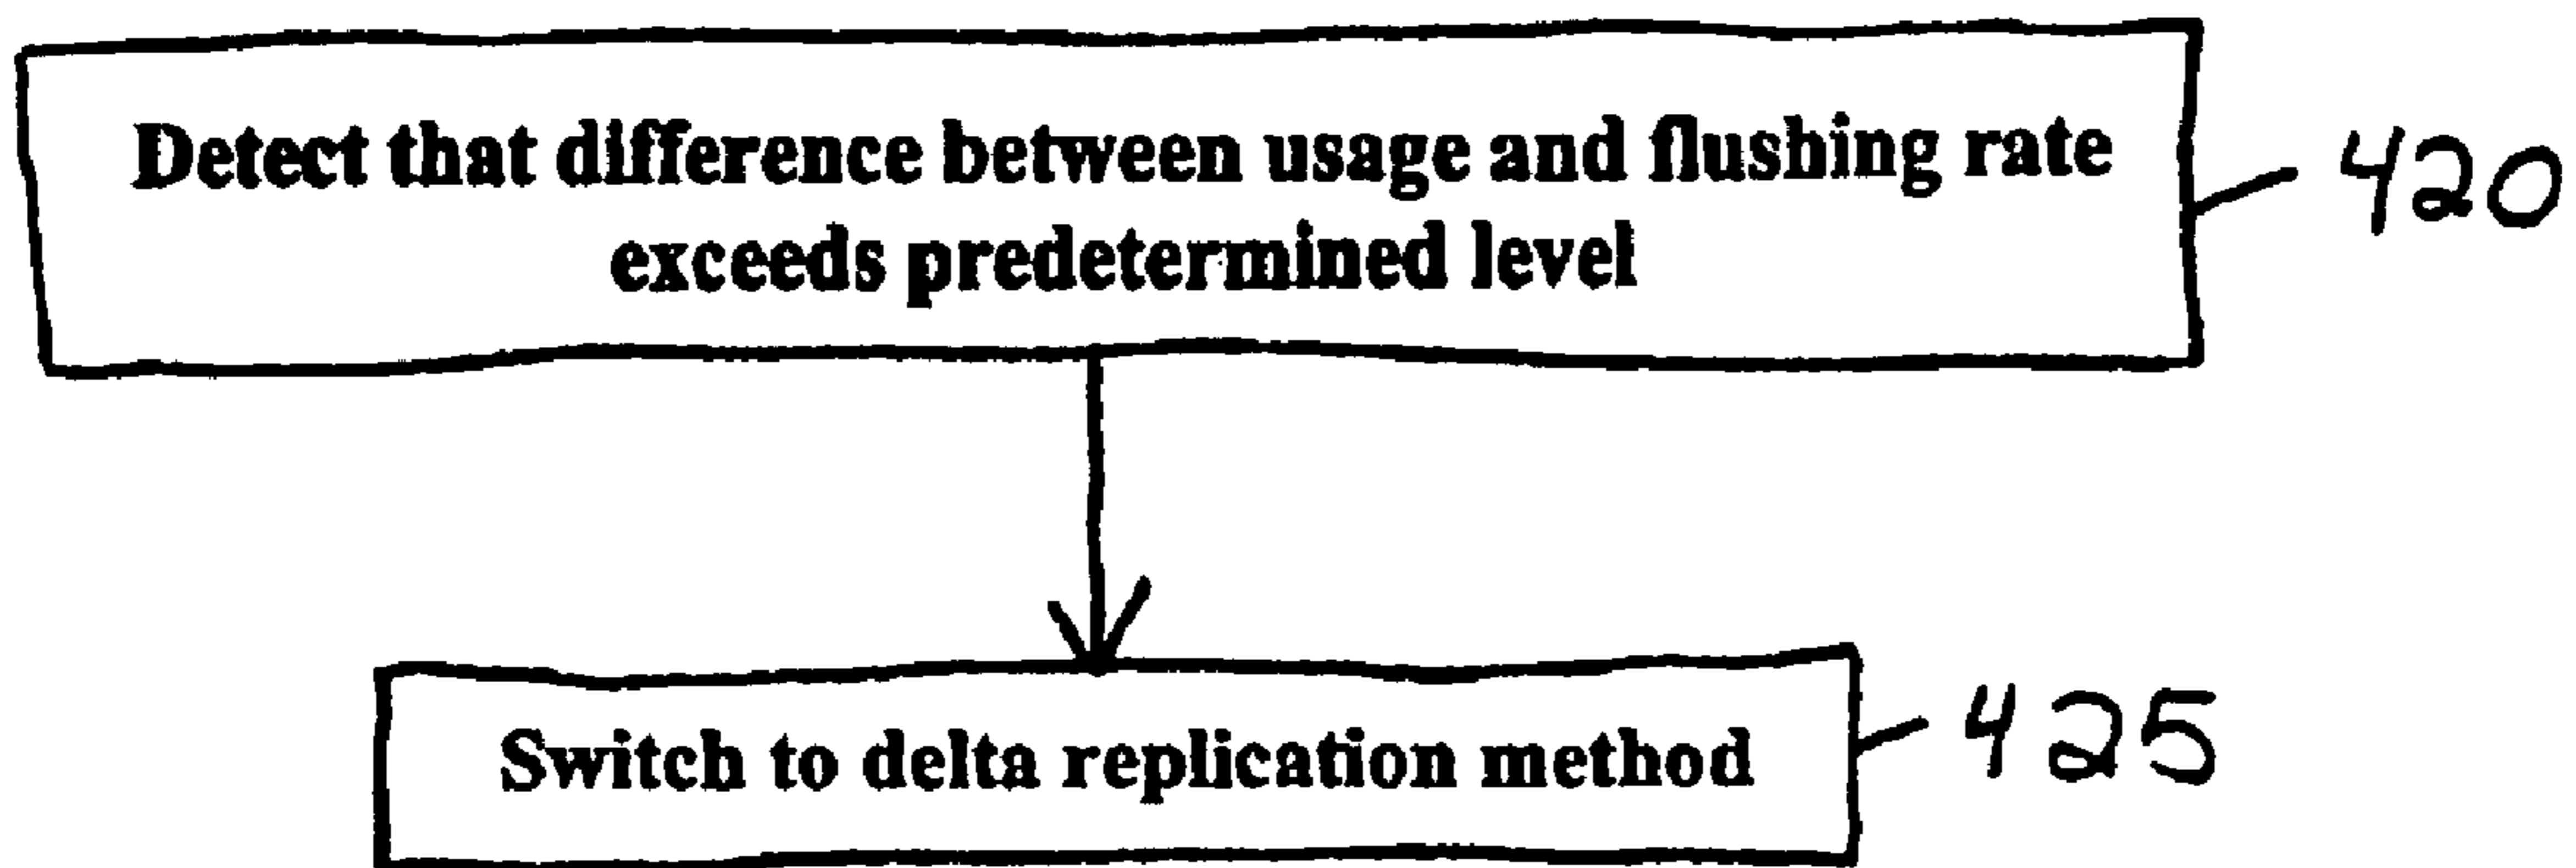 Detect that difference between usage and flushing rate
exceeds predetermined level
420
Switch to delta replication method
425